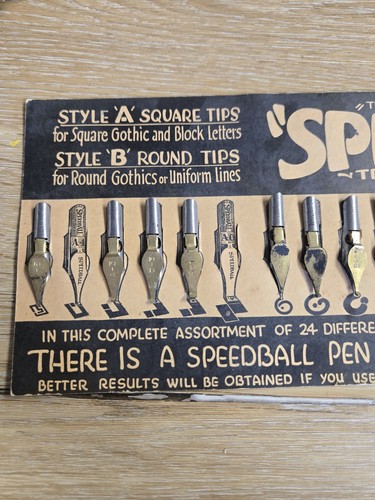 STYLE 'A' SQUARE TIPS
for Square Gothic and Block Letters
STYLE 'B' ROUND TIPS
for Round Gothics or Uniform lines
"SP
SPEEDBALL
SPEEDBALL
IN THIS COMPLETE ASSORTMENT OF 24 DIFFERE
THERE IS A SPEEDBALL PEN
BETTER RESULTS WILL BE OBTAINED IF YOU USE